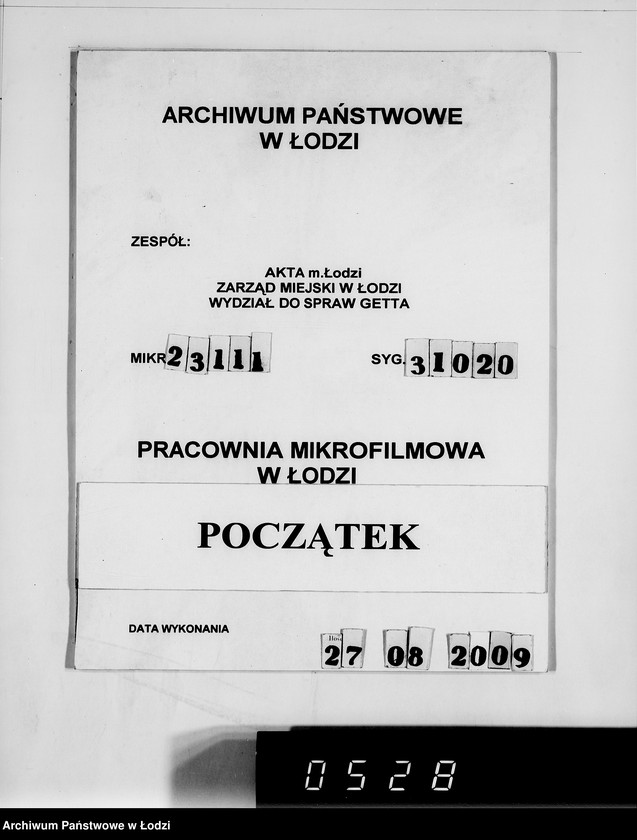 ARCHIWUM PAŃSTWOWE
W ŁODZI
ZESPÓŁ:
AKTA m.Łodzi
ZARZĄD MIEJSKI W ŁODZI
WYDZIAŁ DO SPRAW GETTA
MIKR 23111 SYG. 31020
PRACOWNIA MIKROFILMOWA
W ŁODZI
POCZĄTEK
DATA WYKONANIA
27 08 2009
0528
Archiwum Państwowe w Łodzi